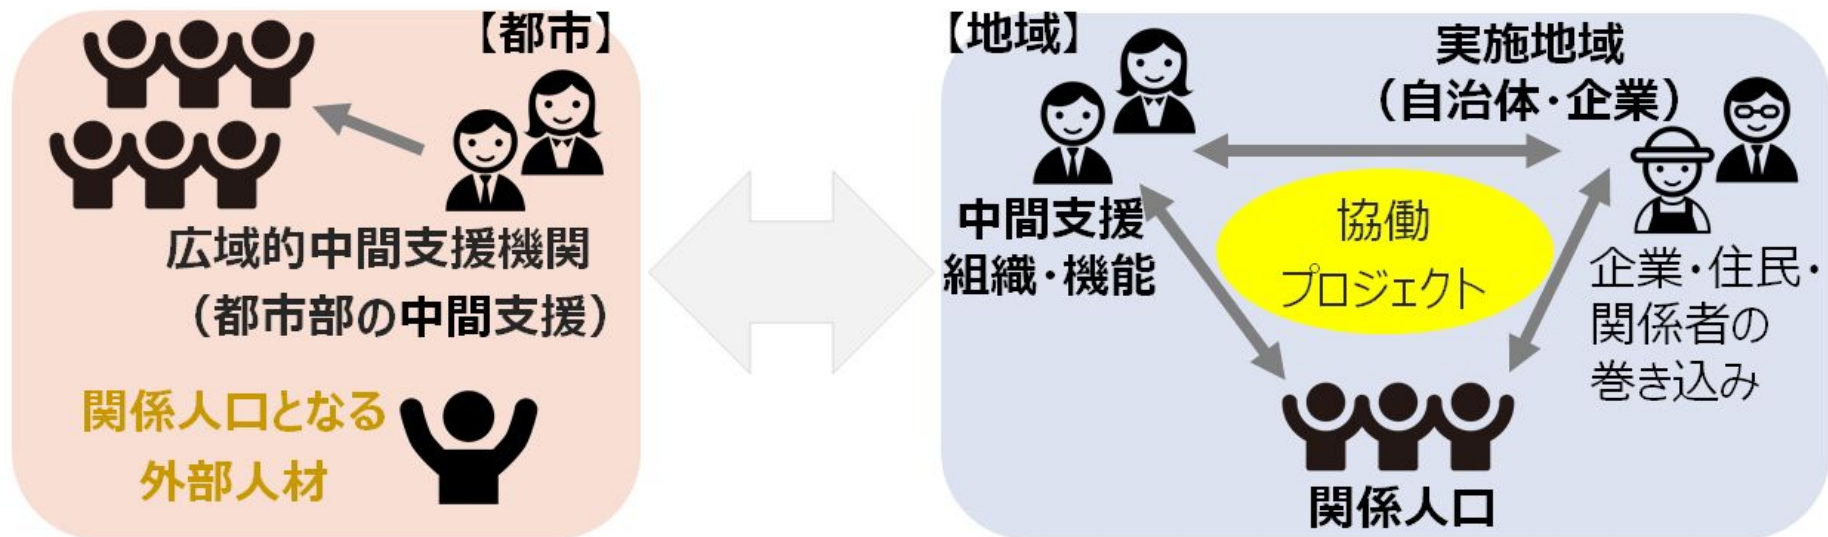 【都市】
広域的中間支援機関
（都市部の中間支援）
関係人口となる
外部人材
【地域】
実施地域
（自治体・企業）
中間支援
組織・機能
協働
プロジェクト
企業・住民・
関係者の
巻き込み
関係人口